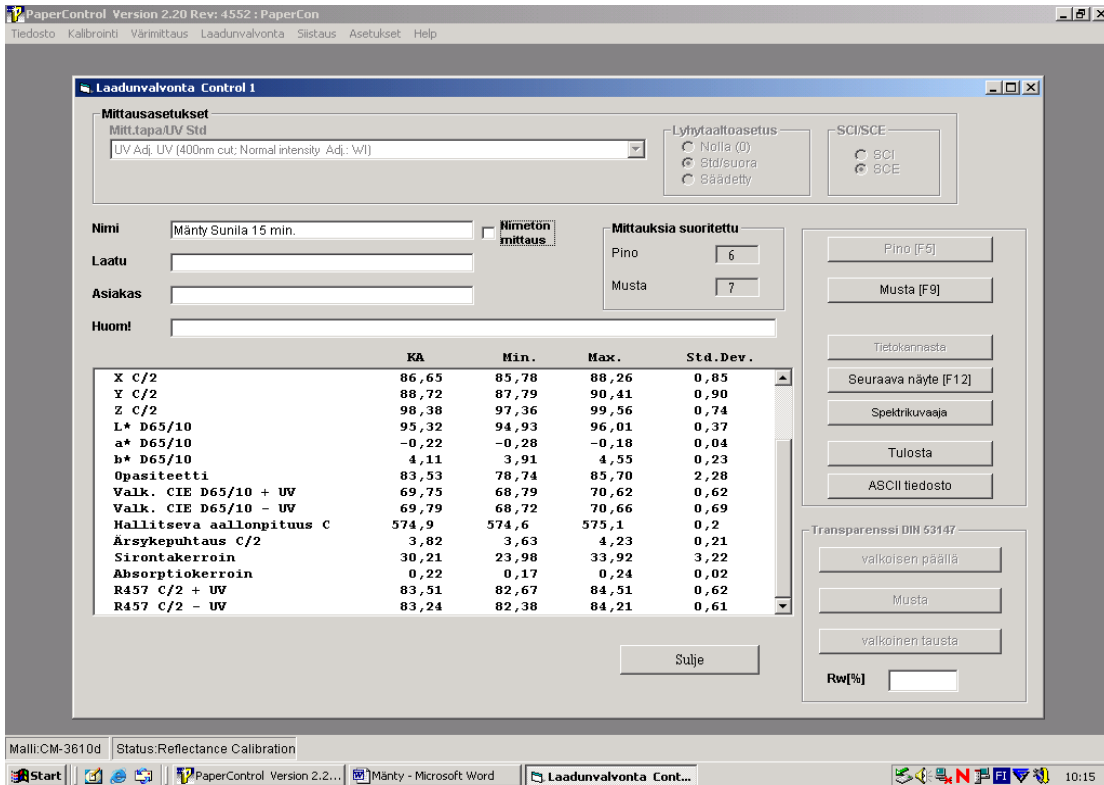 PaperControl Version 2.20 Rev: 4552 : PaperCon
Tiedosto Kalibrointi Värimittaus Laadunvalvonta Siistaus Asetukset Help
Laadunvalvonta Control 1
Mittausasetukset
Mitt.tapa/UV Std
UV Adj. UV (400nm cut; Normal intensity Adj.: WI)
Lyhytaaltoasetus
Nolla (0)
Std/suora
Säädetty
SCI/SCE
SCI
SCE
Nimi Mänty Sunila 15 min.
Nimetön mittaus
Laatu
Asiakas
Huom!
Mittauksia suoritettu
Pino 6
Musta 7
Pino [F5]
Musta [F9]
Tietokannasta
Seuraava näyte [F12]
Spektrikuvaaja
Tulosta
ASCII tiedosto
KA Min. Max. Std.Dev.
X C/2 86,65 85,78 88,26 0,85
Y C/2 88,72 87,79 90,41 0,90
Z C/2 98,38 97,36 99,56 0,74
L* D65/10 95,32 94,93 96,01 0,37
a* D65/10 -0,22 -0,28 -0,18 0,04
b* D65/10 4,11 3,91 4,55 0,23
Opasiteetti 83,53 78,74 85,70 2,28
Valk. CIE D65/10 + UV 69,75 68,79 70,62 0,62
Valk. CIE D65/10 - UV 69,79 68,72 70,66 0,69
Hallitseva aallonpituus C 574,9 574,6 575,1 0,2
Ärsykepuhtaus C/2 3,82 3,63 4,23 0,21
Sirontakerroin 30,21 23,98 33,92 3,22
Absorptiokerroin 0,22 0,17 0,24 0,02
R457 C/2 + UV 83,51 82,67 84,51 0,62
R457 C/2 - UV 83,24 82,38 84,21 0,61
Transparenssi DIN 53147
valkoisen päällä
Musta
valkoinen tausta
Rw[%]
Sulje
Malli:CM-3610d Status:Reflectance Calibration
Start PaperControl Version 2.2... Mänty - Microsoft Word Laadunvalvonta Cont... FI 10:15